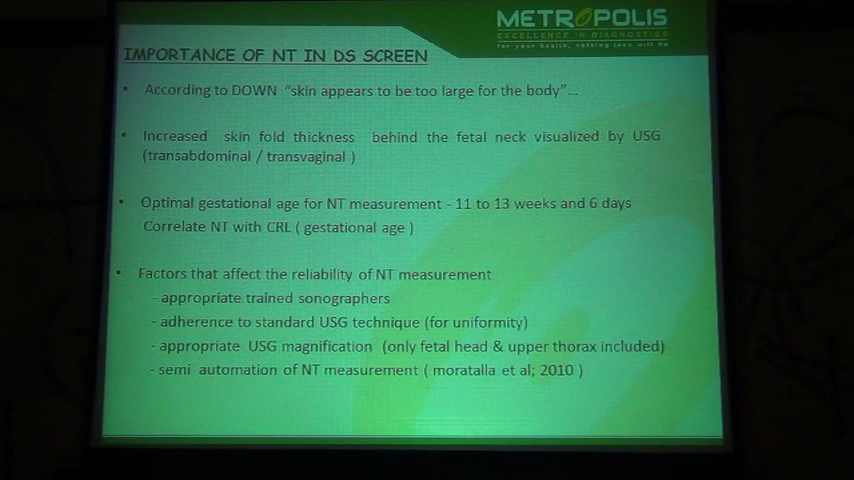 METROPOLIS
EXCELLENCE IN DIAGNOSTICS
for your health, nothing less will do
IMPORTANCE OF NT IN DS SCREEN
• According to DOWN "skin appears to be too large for the body"...
• Increased skin fold thickness behind the fetal neck visualized by USG
(transabdominal / transvaginal )
• Optimal gestational age for NT measurement - 11 to 13 weeks and 6 days
Correlate NT with CRL ( gestational age )
• Factors that affect the reliability of NT measurement
- appropriate trained sonographers
- adherence to standard USG technique (for uniformity)
- appropriate USG magnification (only fetal head & upper thorax included)
- semi automation of NT measurement ( moratalla et al; 2010 )